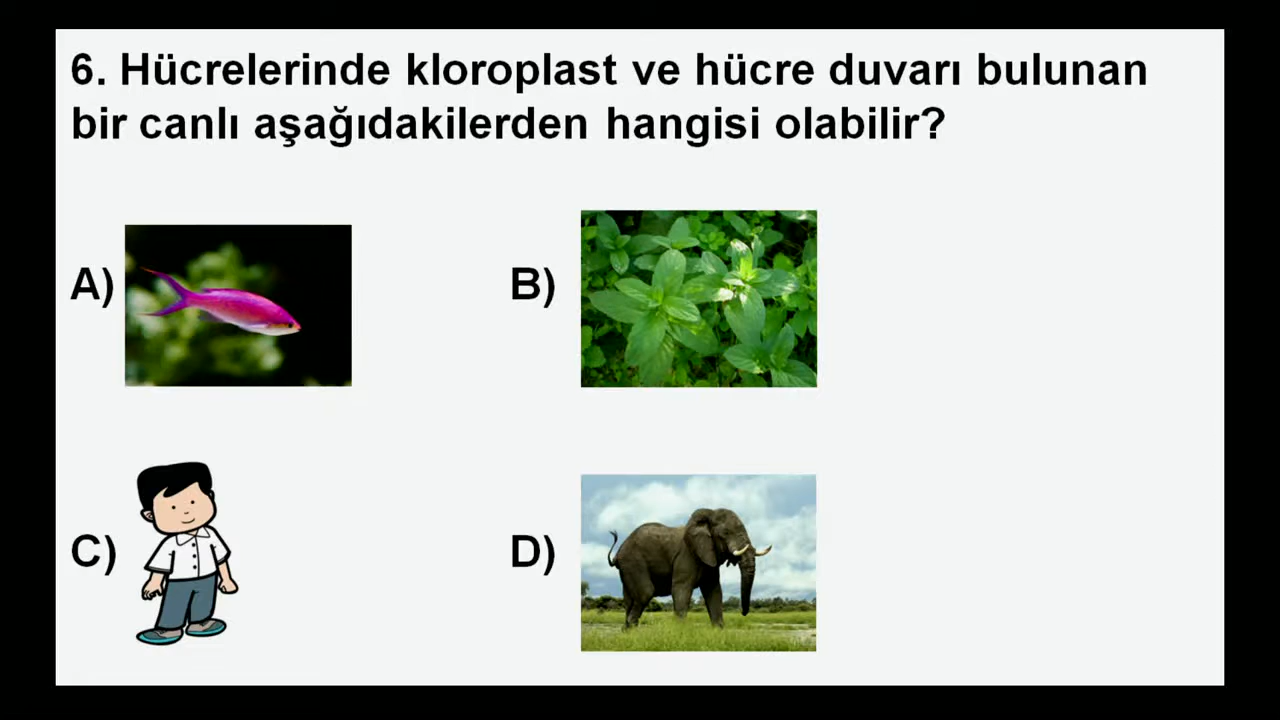 6. Hücrelerinde kloroplast ve hücre duvarı bulunan
bir canlı aşağıdakilerden hangisi olabilir?
A)
B)
C)
D)